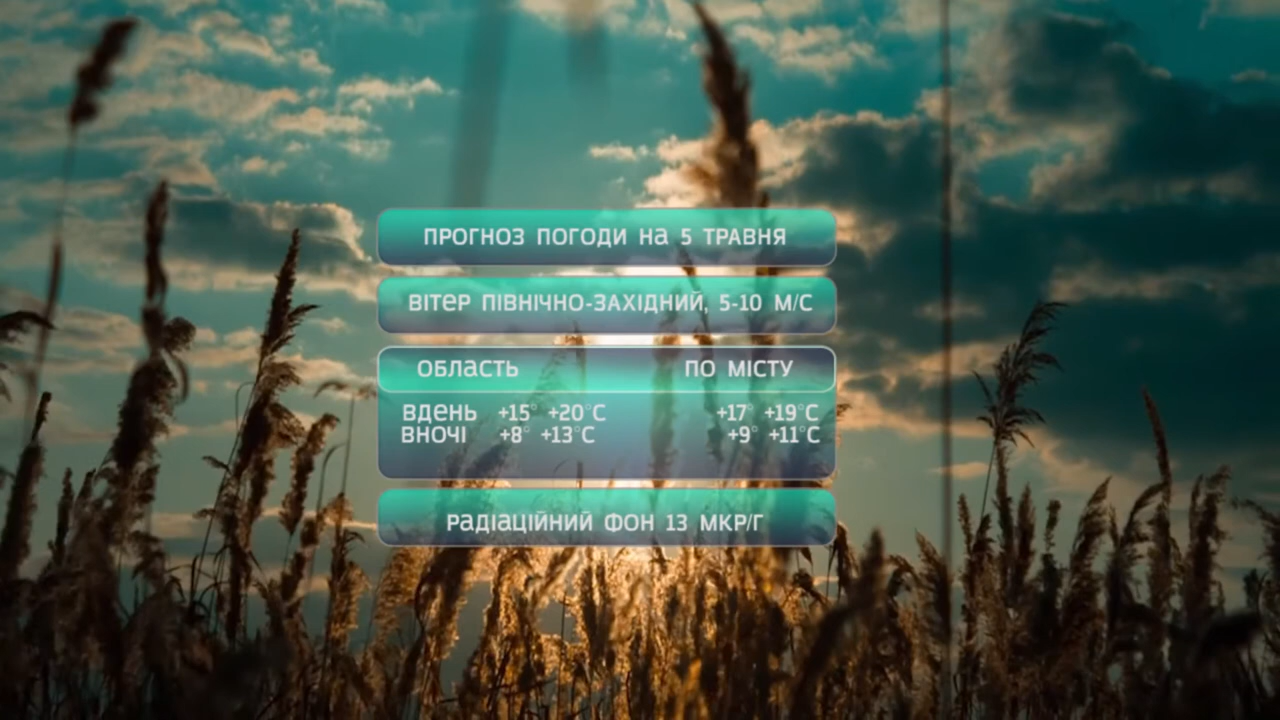 ПРОГНОЗ ПОГОДИ на 5 ТРАВНЯ
ВІТЕР ПІВНІЧНО-ЗАХІДНИЙ, 5-10 М/С
ОБЛАСТЬ ПО МІСТУ
ВДЕНЬ +15° +20°С +17° +19°С
ВНОЧІ +8° +13°С +9° +11°С
РАДІАЦІЙНИЙ ФОН 13 МКР/Г